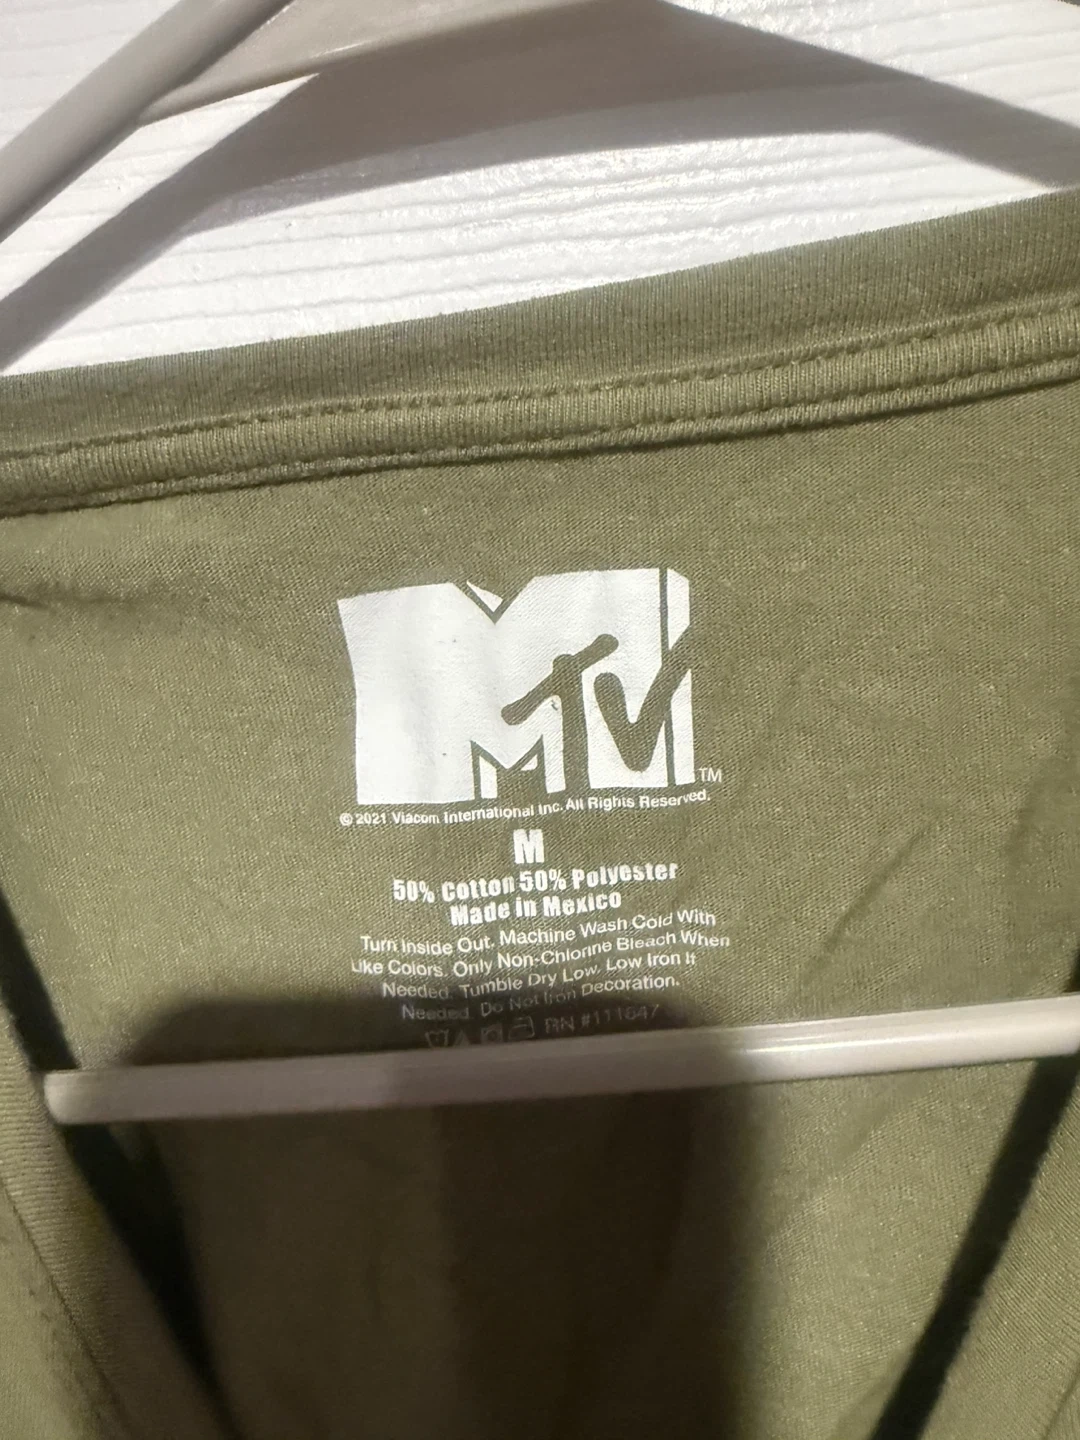 MTV
TM
© 2021 Viacom International Inc. All Rights Reserved.
M
50% Cotton 50% Polyester
Made in Mexico
Turn Inside Out. Machine Wash Cold With
Like Colors. Only Non-Chlorine Bleach When
Needed. Tumble Dry Low. Low Iron If
Needed. Do Not Iron Decoration.
RN #111647